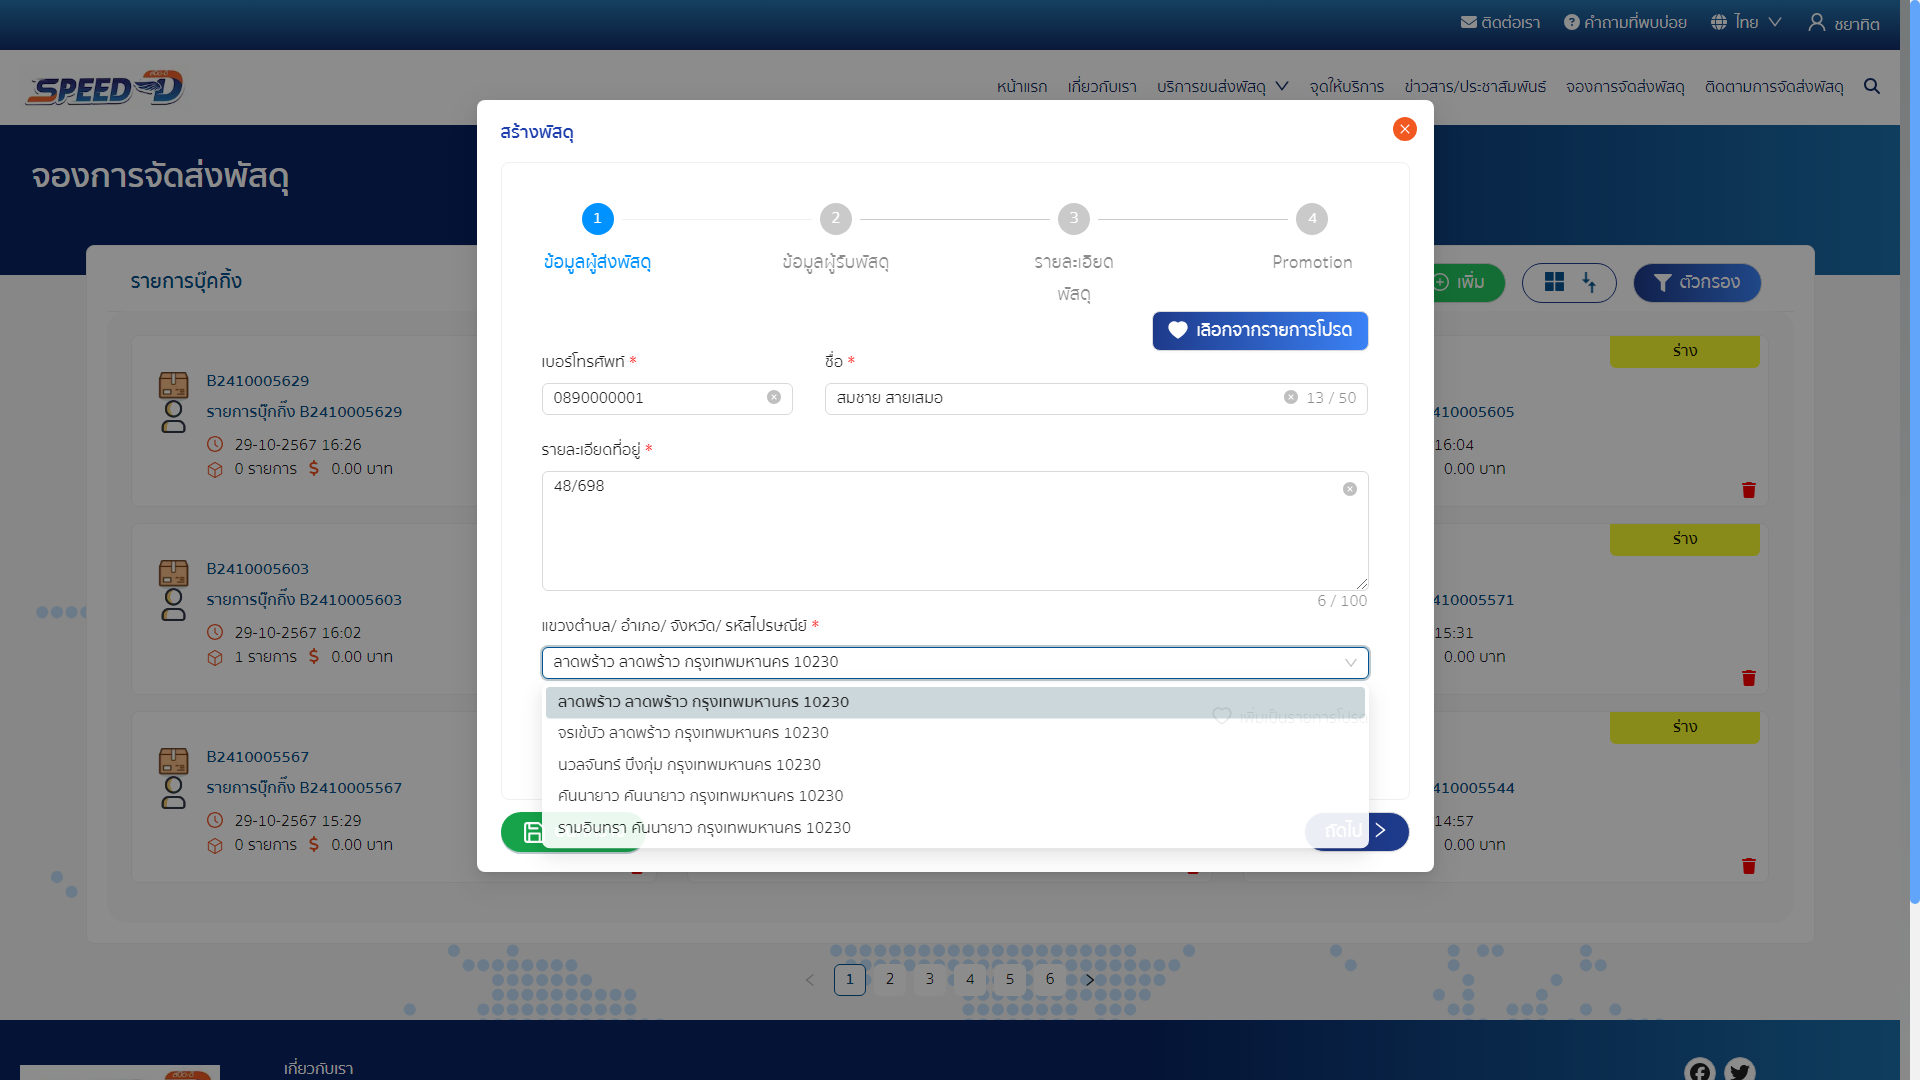 ติดต่อเรา คำถามที่พบบ่อย ไทย ชยาทิต
SPEED-D
หน้าแรก เกี่ยวกับเรา บริการขนส่งพัสดุ จุดให้บริการ ข่าวสาร/ประชาสัมพันธ์ จองการจัดส่งพัสดุ ติดตามการจัดส่งพัสดุ
จองการจัดส่งพัสดุ
สร้างพัสดุ
1 2 3 4
ข้อมูลผู้ส่งพัสดุ ข้อมูลผู้รับพัสดุ รายละเอียด Promotion
พัสดุ
เลือกจากรายการโปรด
เบอร์โทรศัพท์ * ชื่อ *
0890000001 สมชาย สายเสมอ 13 / 50
รายละเอียดที่อยู่ *
48/698
6 / 100
แขวงตำบล/ อำเภอ/ จังหวัด/ รหัสไปรษณีย์ *
ลาดพร้าว ลาดพร้าว กรุงเทพมหานคร 10230
ลาดพร้าว ลาดพร้าว กรุงเทพมหานคร 10230
เพิ่มเป็นรายการโปรด
จรเข้บัว ลาดพร้าว กรุงเทพมหานคร 10230
นวลจันทร์ บึงกุ่ม กรุงเทพมหานคร 10230
คันนายาว คันนายาว กรุงเทพมหานคร 10230
รามอินทรา คันนายาว กรุงเทพมหานคร 10230
ถัดไป
รายการบุ๊คกิ้ง
เพิ่ม ตัวกรอง
B2410005629
รายการบุ๊กกิ๊ง B2410005629
29-10-2567 16:26
0 รายการ 0.00 บาท
ร่าง
410005605
16:04
0.00 บาท
B2410005603
รายการบุ๊กกิ๊ง B2410005603
29-10-2567 16:02
1 รายการ 0.00 บาท
ร่าง
410005571
15:31
0.00 บาท
B2410005567
รายการบุ๊กกิ๊ง B2410005567
29-10-2567 15:29
0 รายการ 0.00 บาท
ร่าง
410005544
14:57
0.00 บาท
1 2 3 4 5 6
เกี่ยวกับเรา